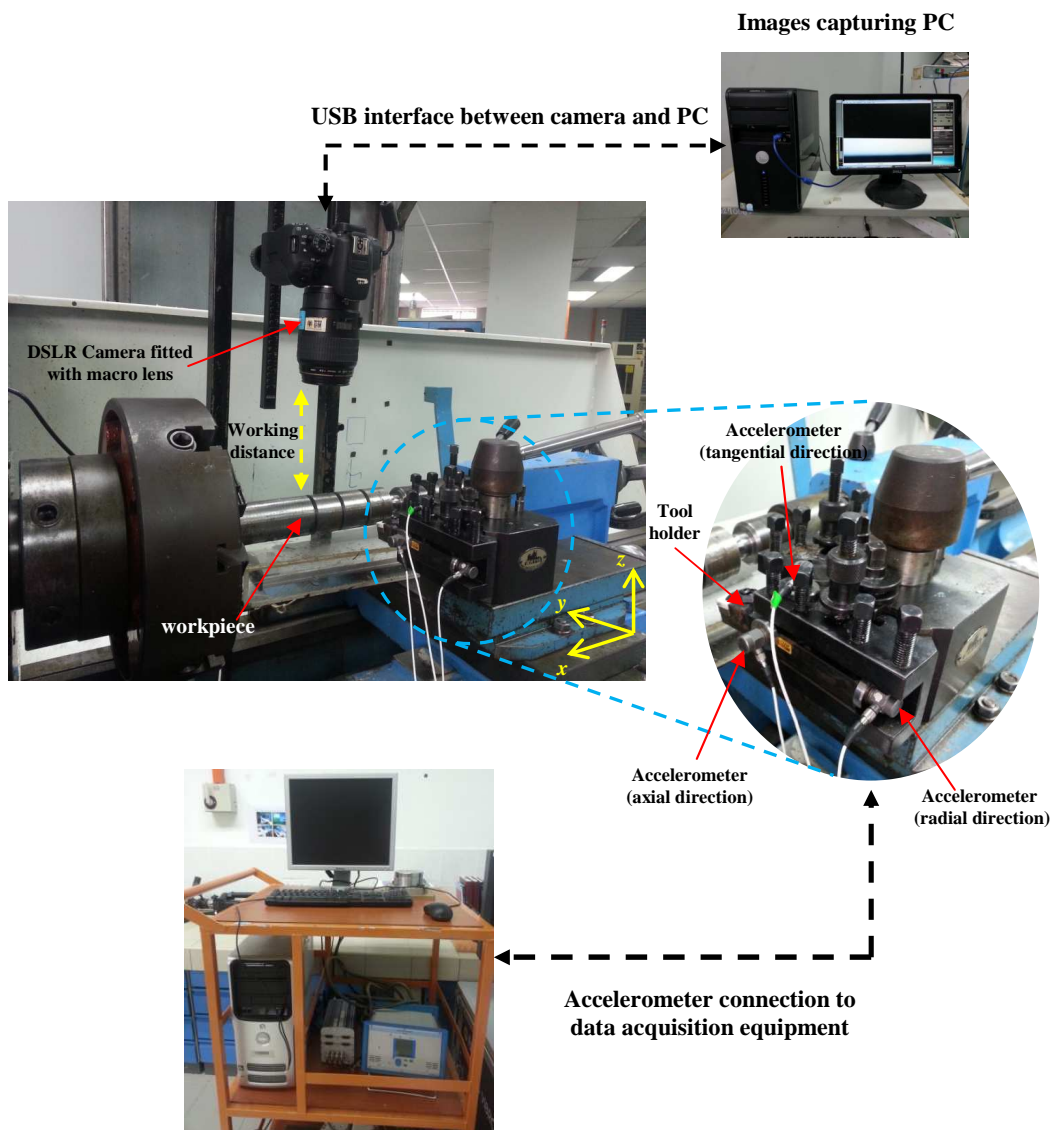 Images capturing PC
USB interface between camera and PC
DSLR Camera fitted
with macro lens
Working
distance
Accelerometer
(tangential direction)
Tool
holder
z
y
x
workpiece
Accelerometer
(axial direction)
Accelerometer
(radial direction)
Accelerometer connection to
data acquisition equipment